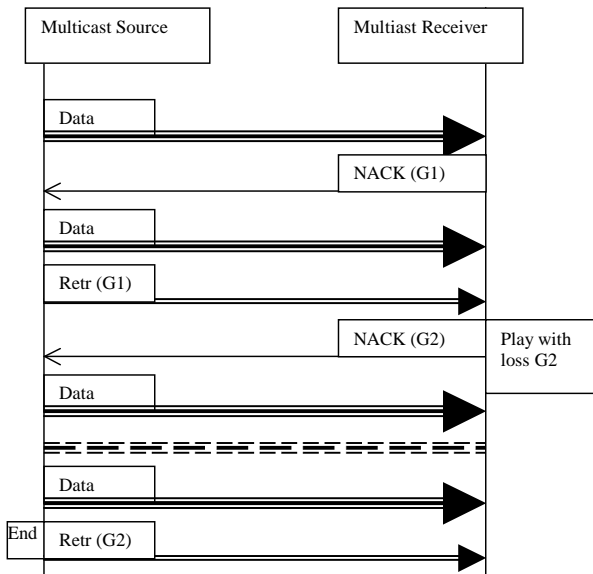 Multicast Source
Multiast Receiver
Data
NACK (G1)
Data
Retr (G1)
NACK (G2)
Play with
loss G2
Data
Data
End
Retr (G2)